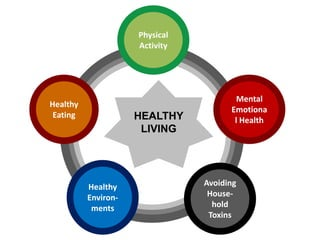 Physical
Activity
Mental
Emotiona
l Health
Healthy
Eating
HEALTHY
LIVING
Healthy
Environ-
ments
Avoiding
House-
hold
Toxins